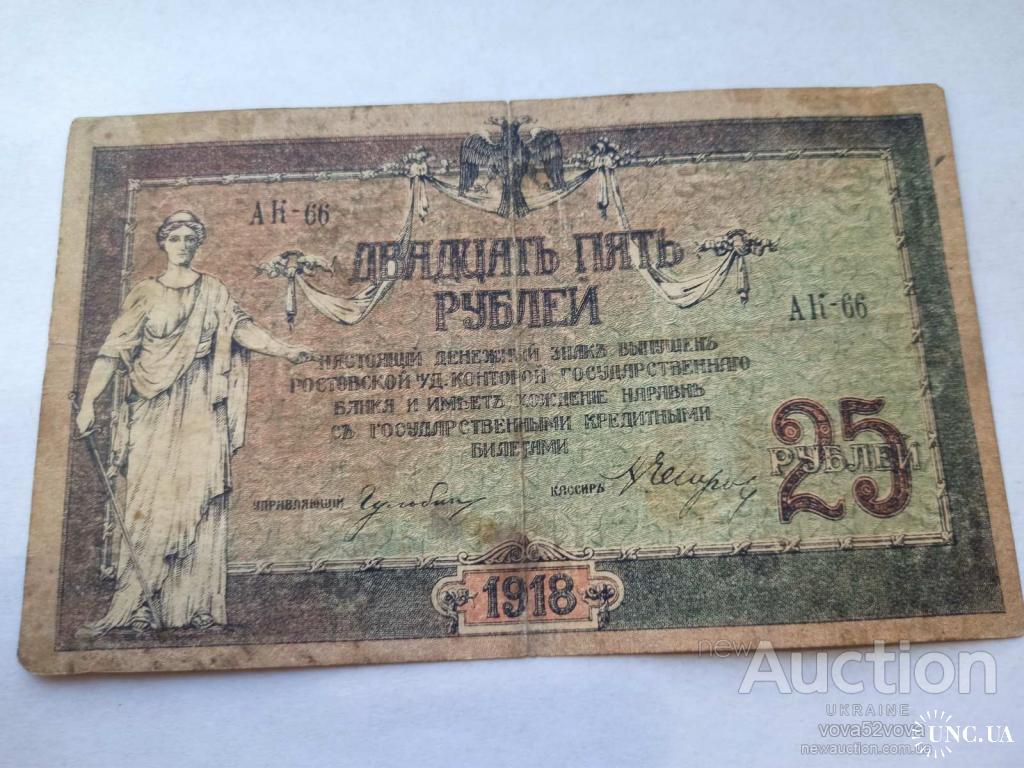 АК-66
ДВАДЦАТЬ ПЯТЬ
РУБЛЕЙ
АК-66
НАСТОЯЩІЙ ДЕНЕЖНЫЙ ЗНАКЪ ВЫПУЩЕНЪ
РОСТОВСКОЙ УД. КОНТОРОЙ ГОСУДАРСТВЕННАГО
БАНКА И ИМѢЕТЪ ХОЖДЕНІЕ НАРАВНѢ
СЪ ГОСУДАРСТВЕННЫМИ КРЕДИТНЫМИ
БИЛЕТАМИ
25
РУБЛЕЙ
УПРАВЛЯЮЩІЙ
КАССИРЪ
1918
newAuction
UKRAINE
vova52vova
newauction.com.ua
UNC.UA